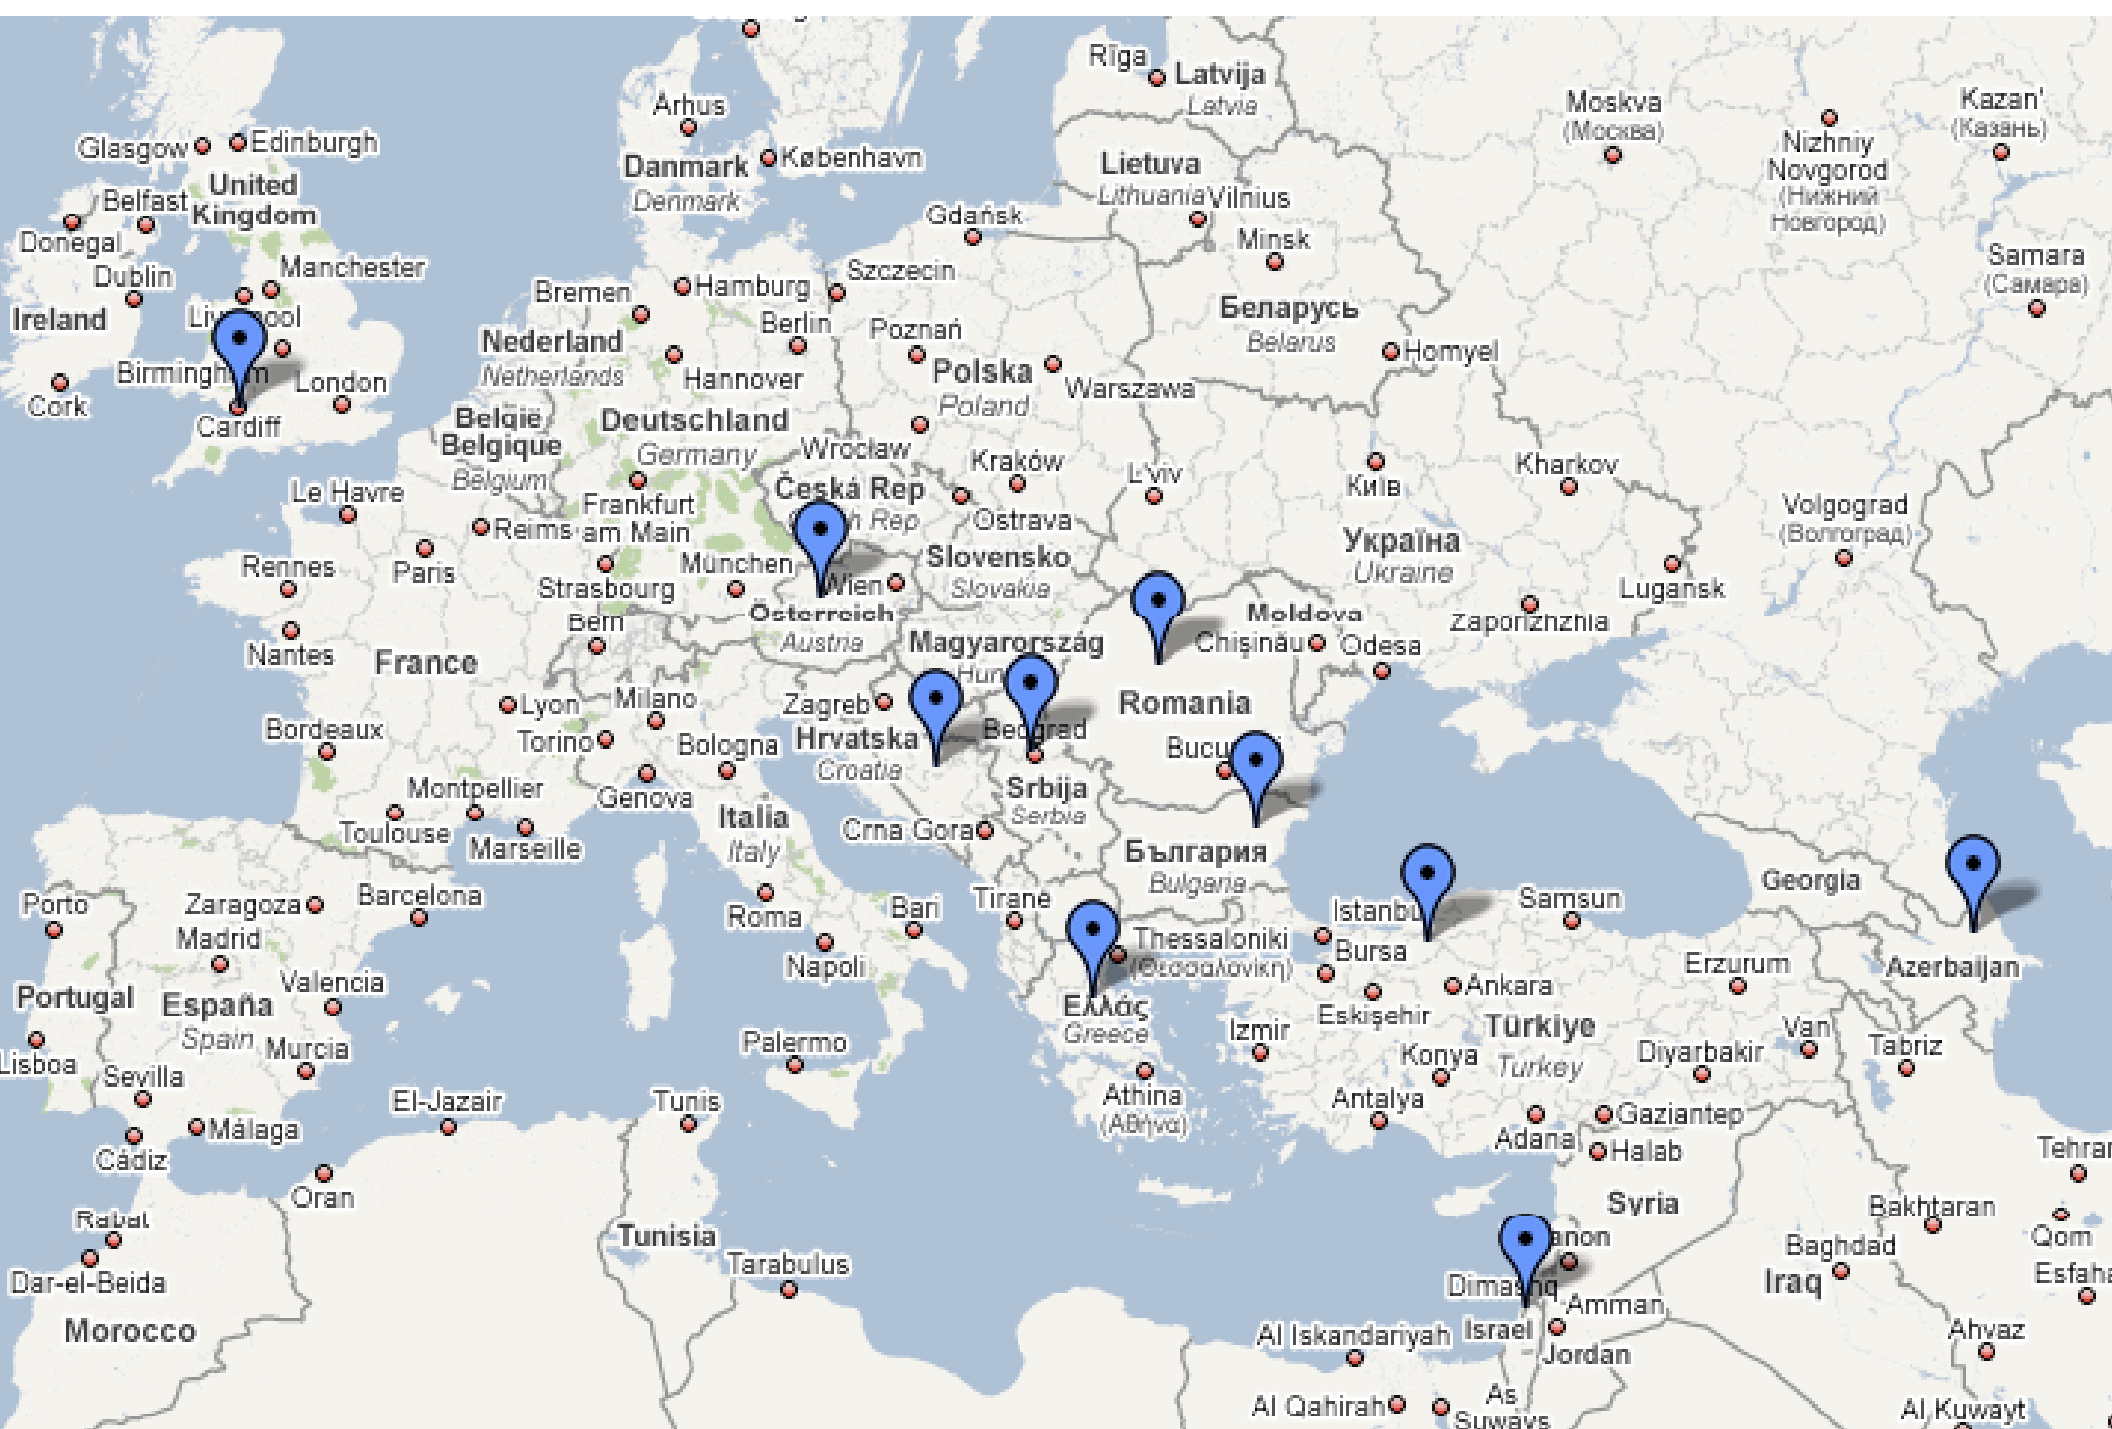 Rīga
Latvija
Latvia
Moskva
(Москва)
Kazan'
(Казань)
Nizhniy
Novgorod
(Нижний
Новгород)
Århus
Glasgow
Edinburgh
Danmark
Denmark
København
Lietuva
Lithuania
Vilnius
United
Kingdom
Belfast
Donegal
Gdańsk
Minsk
Samara
(Самара)
Dublin
Manchester
Ireland
Bremen
Hamburg
Szczecin
Беларусь
Belarus
Berlin
Poznań
Nederland
Netherlands
Hannover
Polska
Poland
Warszawa
Homyel
London
Cork
Cardiff
België
Belgique
Belgium
Deutschland
Germany
Wrocław
Kraków
L'viv
Київ
Kharkov
Le Havre
Frankfurt
am Main
Česká Rep
Rep
Ostrava
Volgograd
(Волгоград)
Reims
Paris
Rennes
Strasbourg
München
Wien
Slovensko
Slovakia
Україна
Ukraine
Lugansk
Österreich
Austria
Bern
Nantes
France
Magyarország
Moldova
Chişinău
Odesa
Zaporizhzhia
Lyon
Milano
Zagreb
Romania
Bordeaux
Torino
Bologna
Hrvatska
Croatia
Montpellier
Genova
Toulouse
Marseille
Italia
Italy
Srbija
Serbia
Crna Gora
България
Bulgaria
Georgia
Porto
Zaragoza
Barcelona
Madrid
Roma
Bari
Tirane
Napoli
Thessaloniki
(Θεσσαλονίκη)
Bursa
Samsun
Erzurum
Azerbaijan
Portugal
España
Spain
Valencia
Ελλάς
Greece
Ankara
Eskişehir
Izmir
Türkiye
Turkey
Lisboa
Murcia
Sevilla
Palermo
Konya
Diyarbakir
Van
Tabriz
El-Jazair
Tunis
Athina
(Αθήνα)
Antalya
Adana
Gaziantep
Halab
Málaga
Cádiz
Oran
Syria
Rabat
Dar-el-Beida
Tunisia
Tarabulus
Bakhtaran
Baghdad
Iraq
Qom
Morocco
Amman
Israel
Jordan
Al Iskandariyah
Ahvaz
Al Qahirah
As
Suways
Al Kuwayt